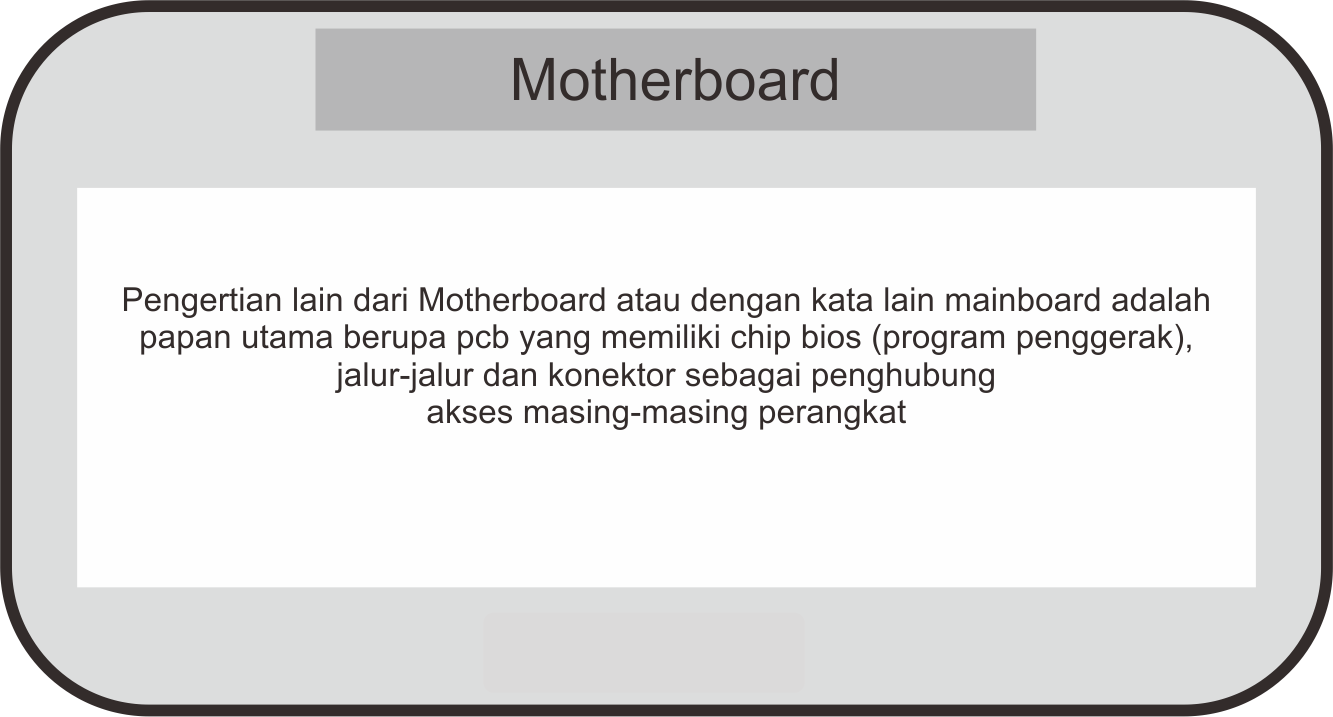 Motherboard
Pengertian lain dari Motherboard atau dengan kata lain mainboard adalah
papan utama berupa pcb yang memiliki chip bios (program penggerak),
jalur-jalur dan konektor sebagai penghubung
akses masing-masing perangkat